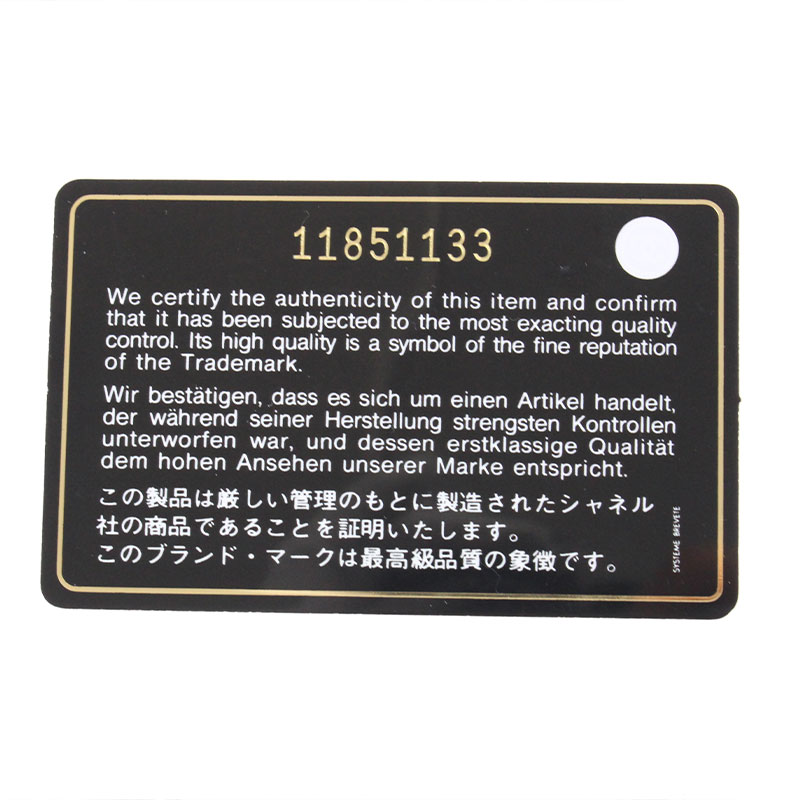 11851133
We certify the authenticity of this item and confirm
that it has been subjected to the most exacting quality
control. Its high quality is a symbol of the fine reputation
of the Trademark.
Wir bestätigen, dass es sich um einen Artikel handelt,
der während seiner Herstellung strengsten Kontrollen
unterworfen war, und dessen erstklassige Qualität
dem hohen Ansehen unserer Marke entspricht.
この製品は厳しい管理のもとに製造されたシャネル
社の商品であることを証明いたします。
このブランド・マークは最高級品質の象徴です。
SYSTEME BREVETE